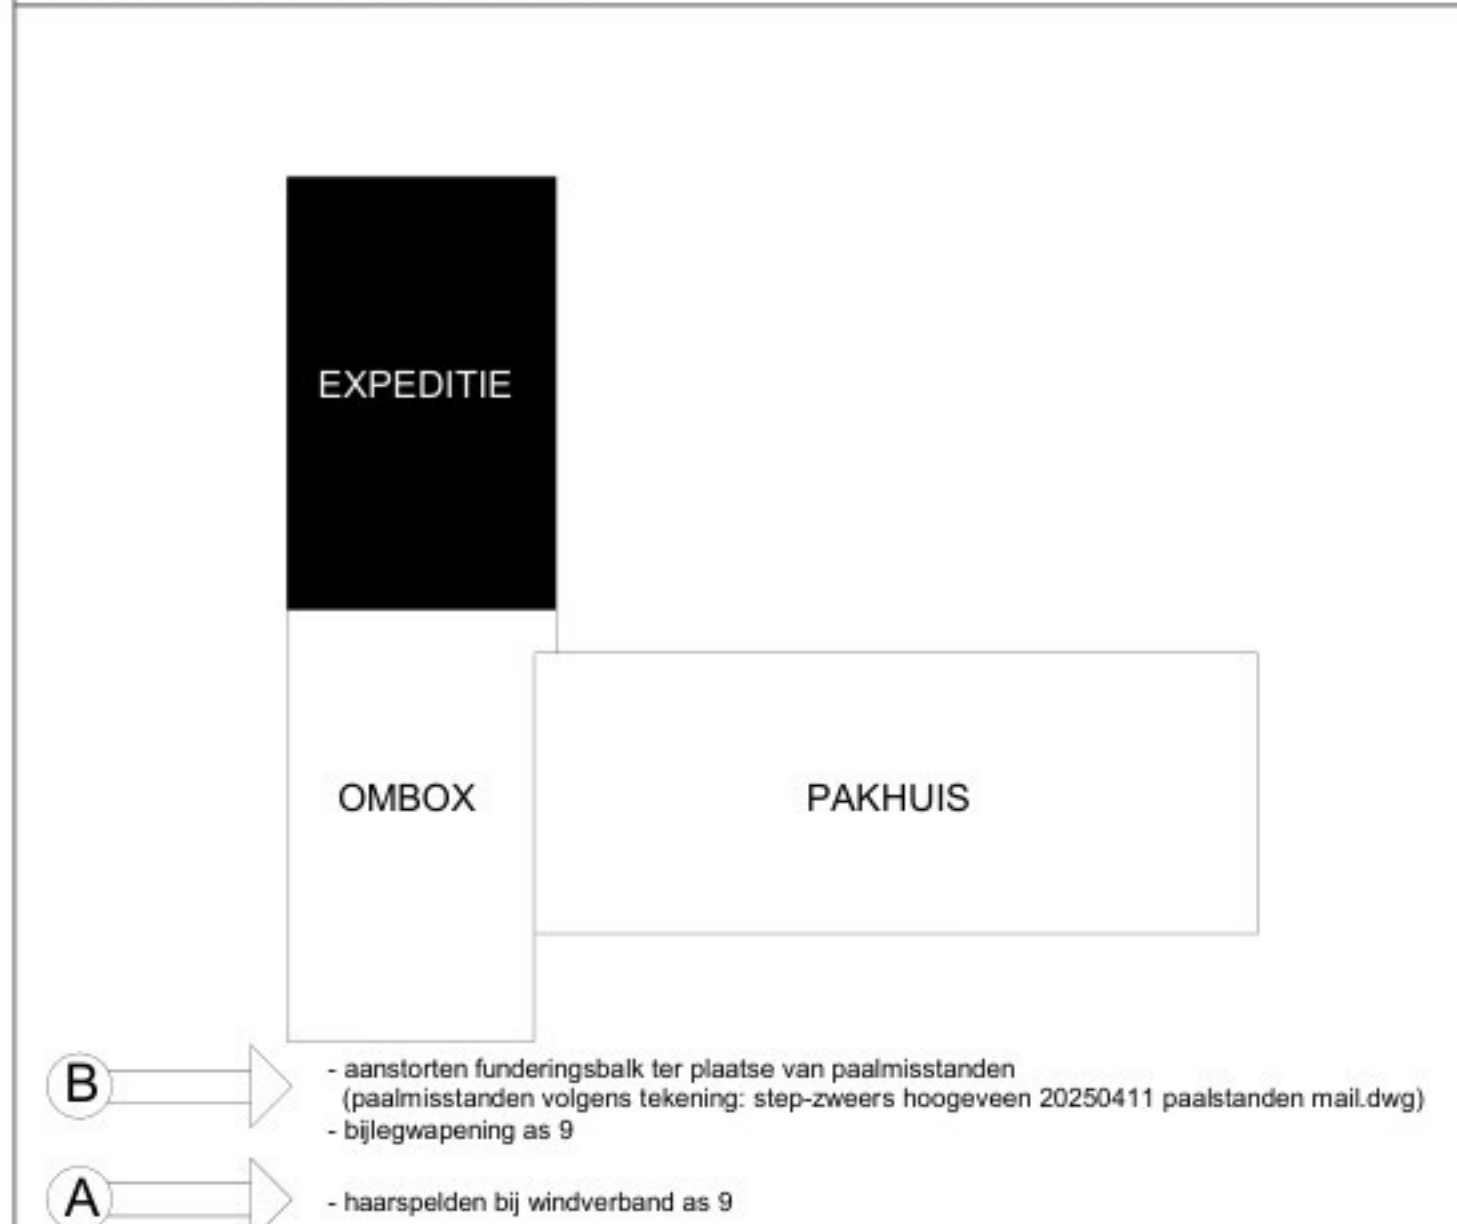 EXPEDITIE
OMBOX
PAKHUIS
B
- aanstorten funderingsbalk ter plaatse van paalmisstanden
(paalmisstanden volgens tekening: step-zweers hoogeveen 20250411 paalstanden mail.dwg)
- bijlegwapening as 9
A
- haarspelden bij windverband as 9